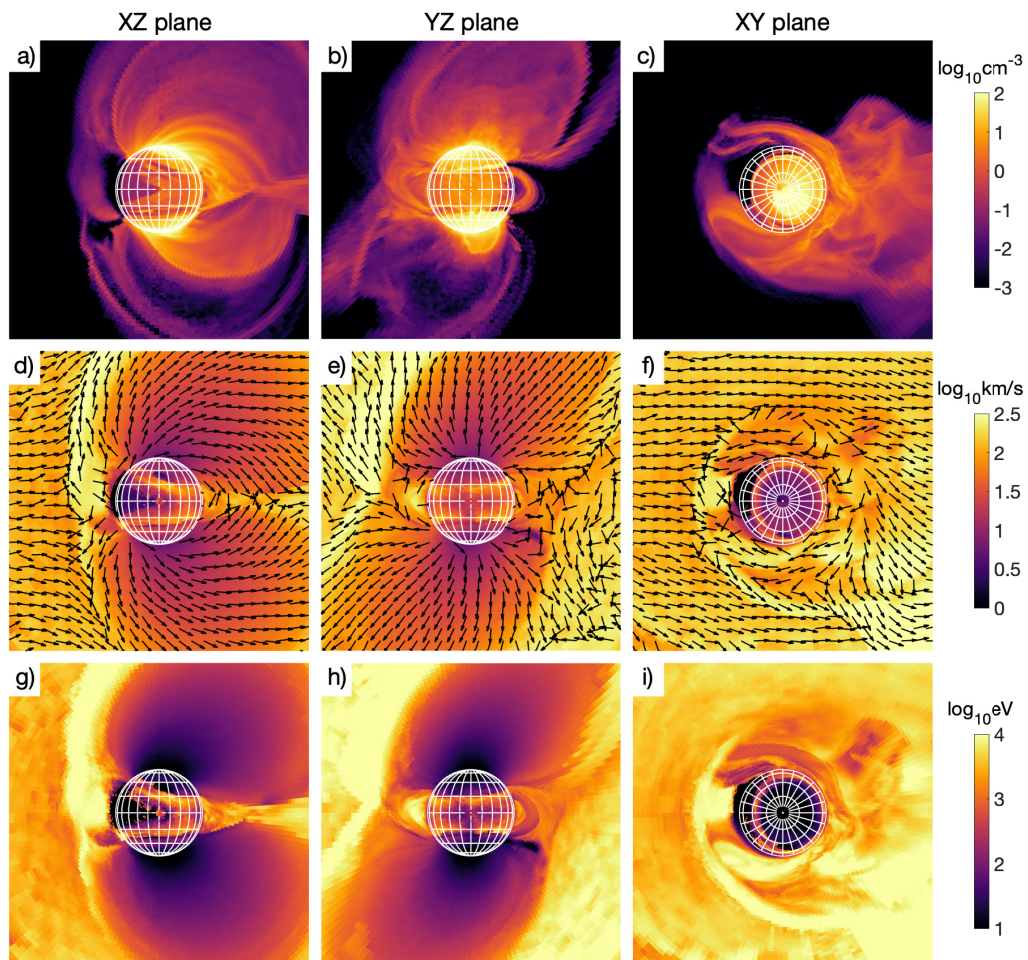 XZ plane
YZ plane
XY plane
a)
b)
c)
log₁₀cm⁻³
2
1
0
-1
-2
-3
d)
e)
f)
log₁₀km/s
2.5
2
1.5
1
0.5
0
g)
h)
i)
log₁₀eV
4
3
2
1